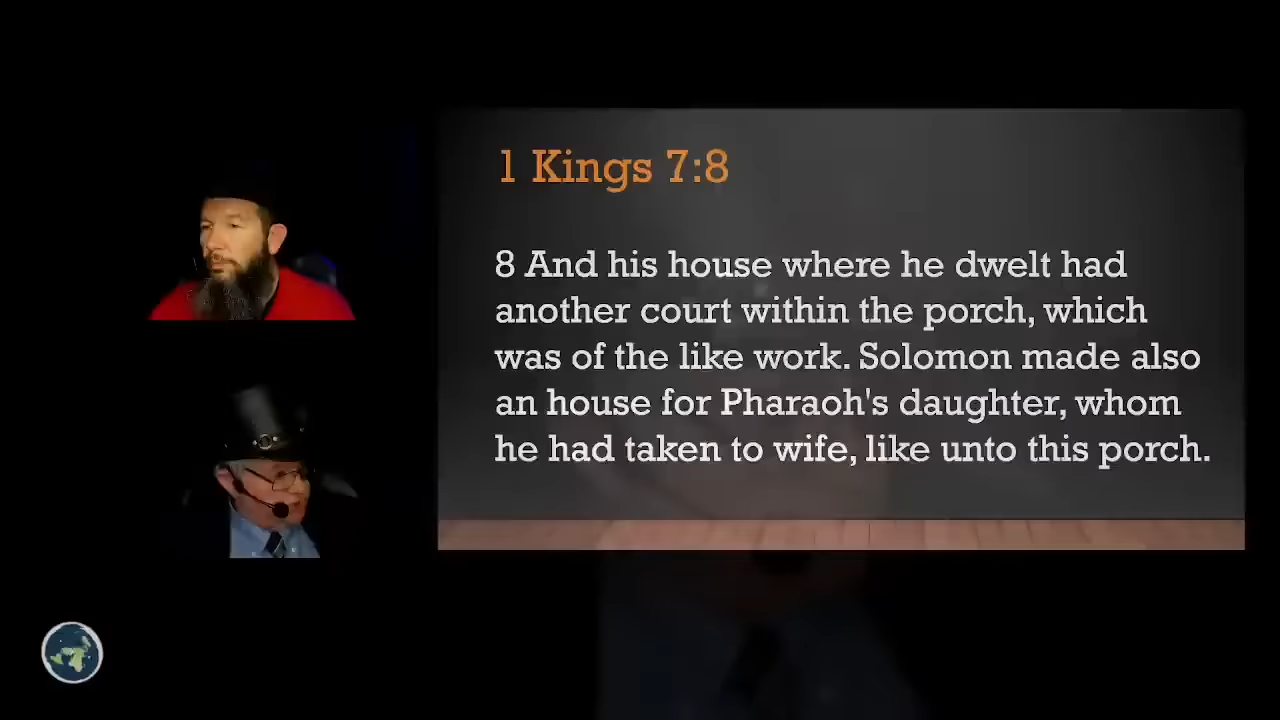 1 Kings 7:8
8 And his house where he dwelt had
another court within the porch, which
was of the like work. Solomon made also
an house for Pharaoh's daughter, whom
he had taken to wife, like unto this porch.